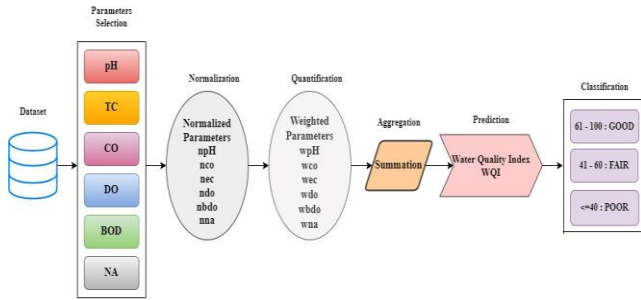 Parameters
Selection
Dataset
pH
TC
CO
DO
BOD
NA
Normalization
Normalized
Parameters
npH
nco
nec
ndo
nbdo
nna
Quantification
Weighted
Parameters
wpH
wco
wec
wdo
wbdo
wna
Aggregation
Summation
Prediction
Water Quality Index
WQI
Classification
61 - 100 : GOOD
41 - 60 : FAIR
<=40 : POOR